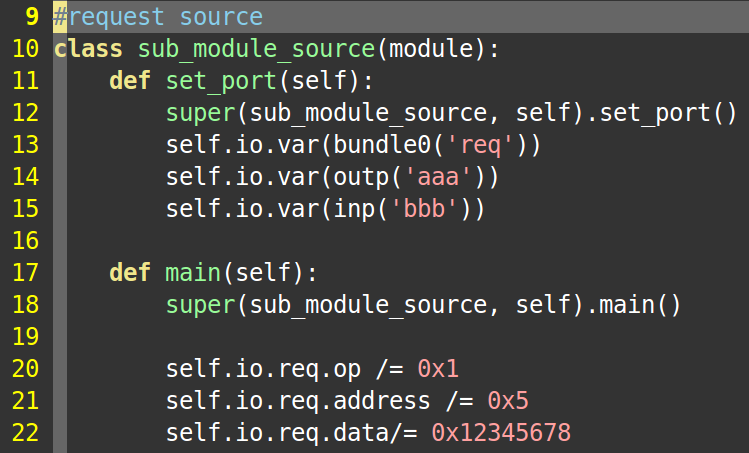 9 #request source
10 class sub_module_source(module):
11     def set_port(self):
12         super(sub_module_source, self).set_port()
13         self.io.var(bundle0('req'))
14         self.io.var(outp('aaa'))
15         self.io.var(inp('bbb'))
16
17     def main(self):
18         super(sub_module_source, self).main()
19
20         self.io.req.op /= 0x1
21         self.io.req.address /= 0x5
22         self.io.req.data/= 0x12345678